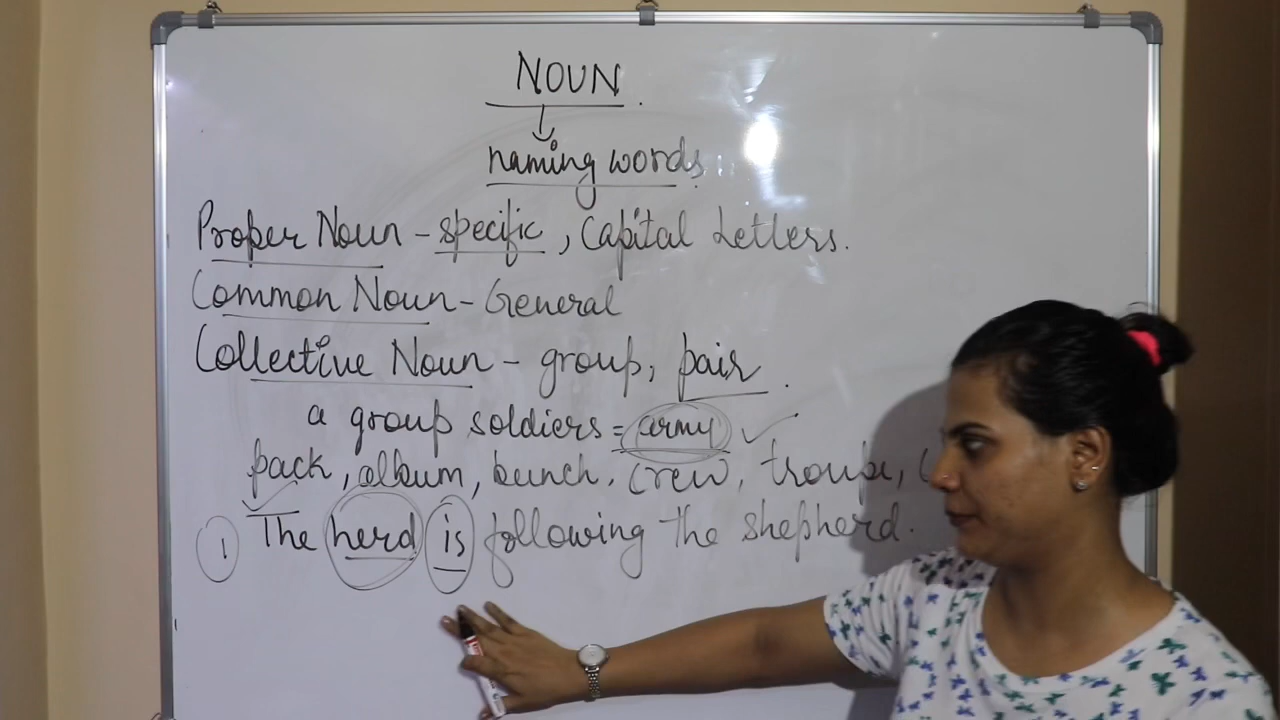 NOUN.
naming words.
Proper Noun - specific, Capital Letters.
Common Noun - General
Collective Noun - group, pair.
a group soldiers = army
pack, album, bunch, crew, troupe,
1 The herd is following the shepherd.